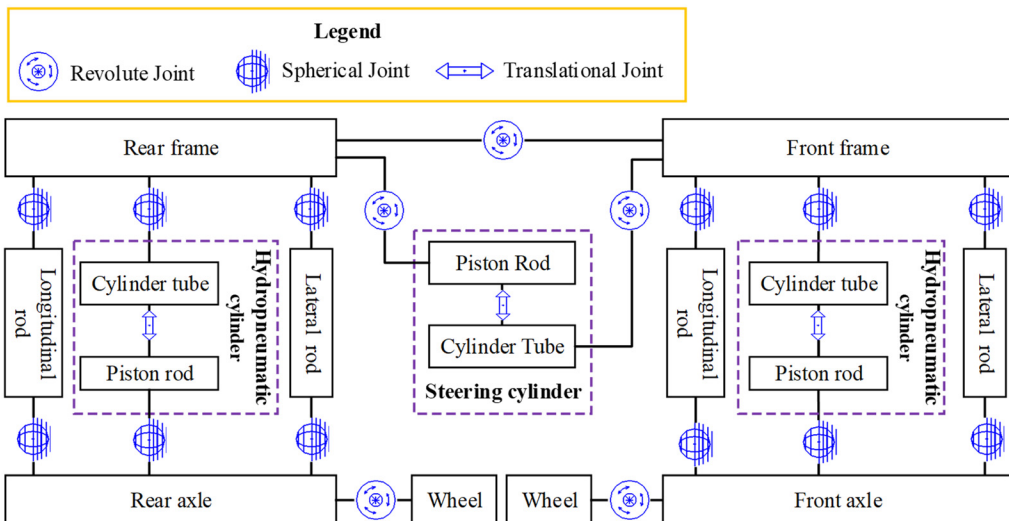 Legend
Revolute Joint
Spherical Joint
Translational Joint
Rear frame
Front frame
Longitudinal
rod
Cylinder tube
Piston rod
Hydropneumatic
cylinder
Lateral rod
Piston Rod
Cylinder Tube
Steering cylinder
Longitudinal
rod
Cylinder tube
Piston rod
Hydropneumatic
cylinder
Lateral rod
Rear axle
Wheel
Wheel
Front axle